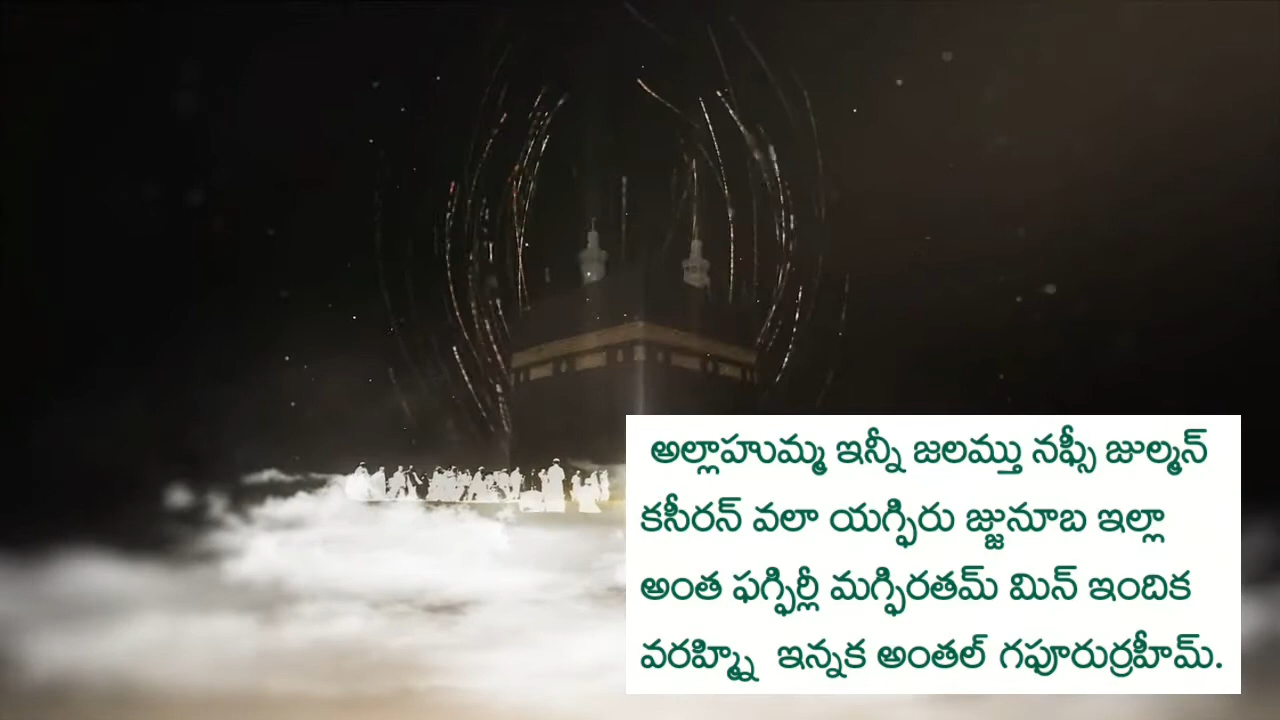 అల్లాహుమ్మ ఇన్నీ జలమ్తు నఫ్సీ జుల్మన్
కసీరన్ వలా యగ్ఫిరు జ్జునూబ ఇల్లా
అంత ఫగ్ఫిర్లీ మగ్ఫిరతమ్ మిన్ ఇందిక
వరహ్మ్ని ఇన్నక అంతల్ గఫూరుర్రహీమ్.